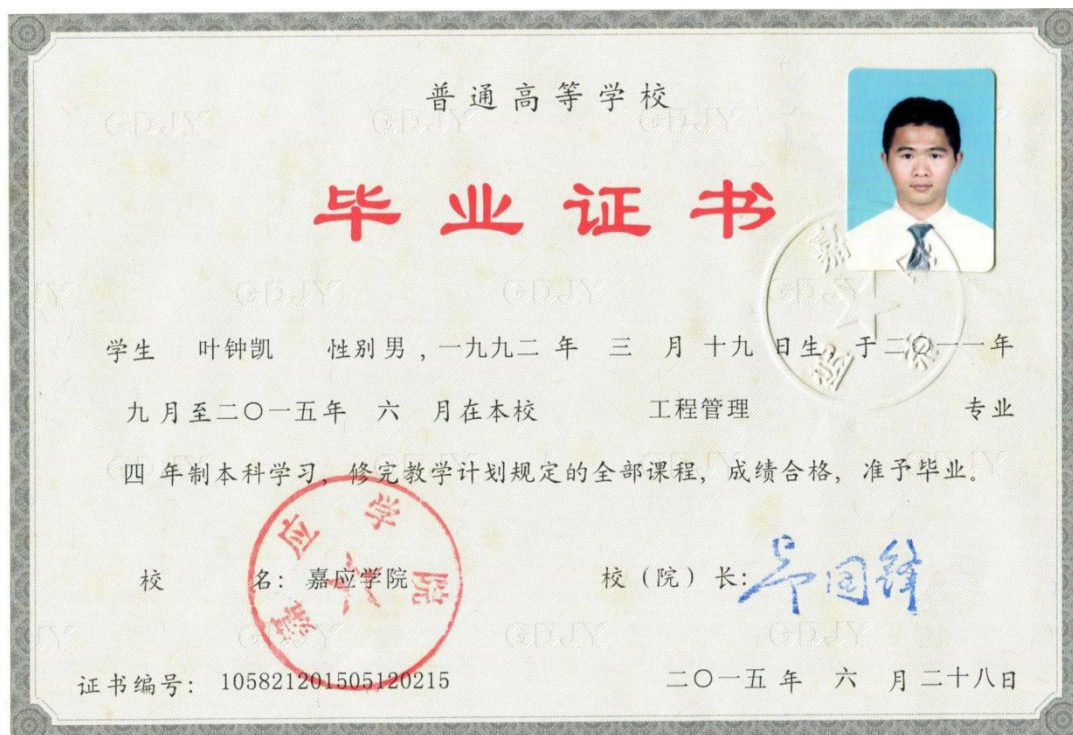 普通高等学校
毕业证书
学生 叶钟凯 性别 男 , 一九九二 年 三 月 十九 日生, 于二〇一一年
九 月至二〇一五年 六 月在本校 工程管理 专业
四 年制本科学习, 修完教学计划规定的全部课程, 成绩合格, 准予毕业。
校 名: 嘉应学院
校 (院) 长:
证书编号: 105821201505120215
二〇一五 年 六 月 二十八日
嘉应学院
GDJY